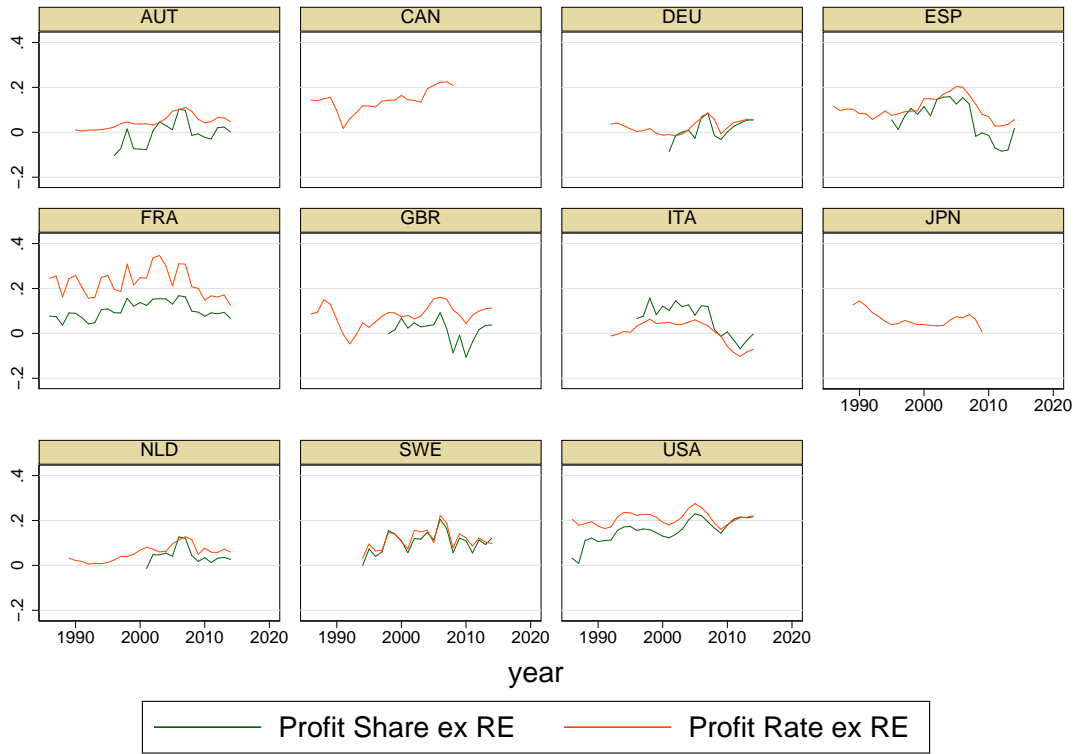 AUT CAN DEU ESP
.4
.2
0
-.2
FRA GBR ITA JPN
.4
.2
0
-.2
1990 2000 2010 2020
NLD SWE USA
.4
.2
0
-.2
1990 2000 2010 2020 1990 2000 2010 2020 1990 2000 2010 2020
year
Profit Share ex RE Profit Rate ex RE